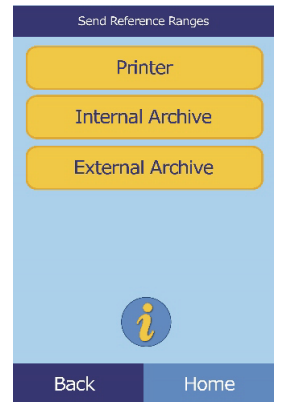 Send Reference Ranges
Printer
Internal Archive
External Archive
i
Back
Home